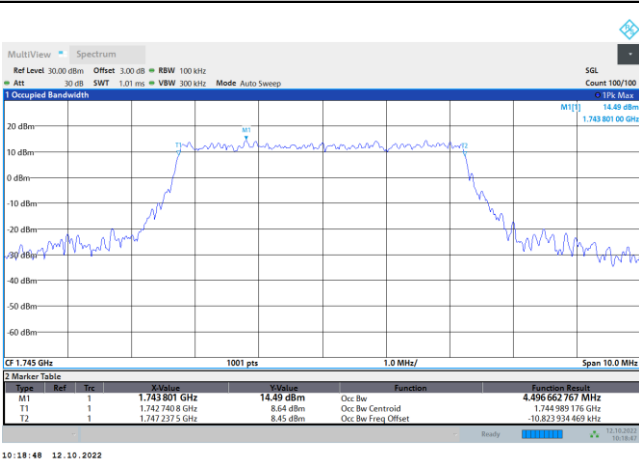 MultiView Spectrum
Ref Level 30.00 dBm Offset 3.00 dB RBW 100 kHz SGL
Att 30 dB SWT 1.01 ms VBW 300 kHz Mode Auto Sweep Count 100/100
1 Occupied Bandwidth 1Pk Max
M1[1] 14.49 dBm
1.743 801 00 GHz
20 dBm
M1
T1 T2
10 dBm
0 dBm
-10 dBm
-20 dBm
-30 dBm
-40 dBm
-50 dBm
-60 dBm
CF 1.745 GHz 1001 pts 1.0 MHz/ Span 10.0 MHz
2 Marker Table
Type Ref Trc X-Value Y-Value Function Function Result
M1 1 1.743 801 GHz 14.49 dBm Occ Bw 4.496 662 767 MHz
T1 1 1.742 740 8 GHz 8.64 dBm Occ Bw Centroid 1.744 989 176 GHz
T2 1 1.747 237 5 GHz 8.45 dBm Occ Bw Freq Offset -10.823 934 469 kHz
Ready 12.10.2022
10:18:47
10:18:48 12.10.2022